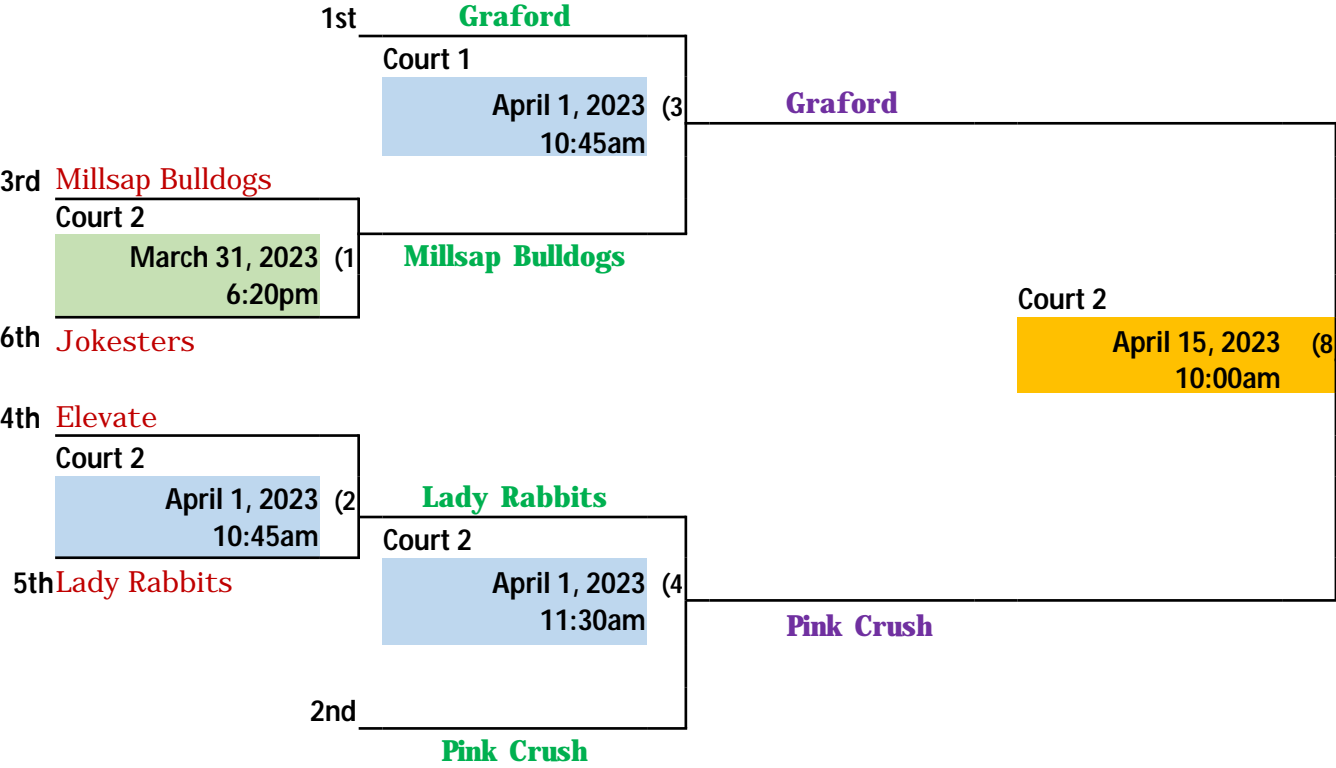 1st Graford
Court 1
April 1, 2023 (3
10:45am
Graford
3rd Millsap Bulldogs
Court 2
March 31, 2023 (1
6:20pm
Millsap Bulldogs
6th Jokesters
Court 2
April 15, 2023 (8
10:00am
4th Elevate
Court 2
April 1, 2023 (2
10:45am
Lady Rabbits
5th Lady Rabbits
Court 2
April 1, 2023 (4
11:30am
Pink Crush
2nd
Pink Crush